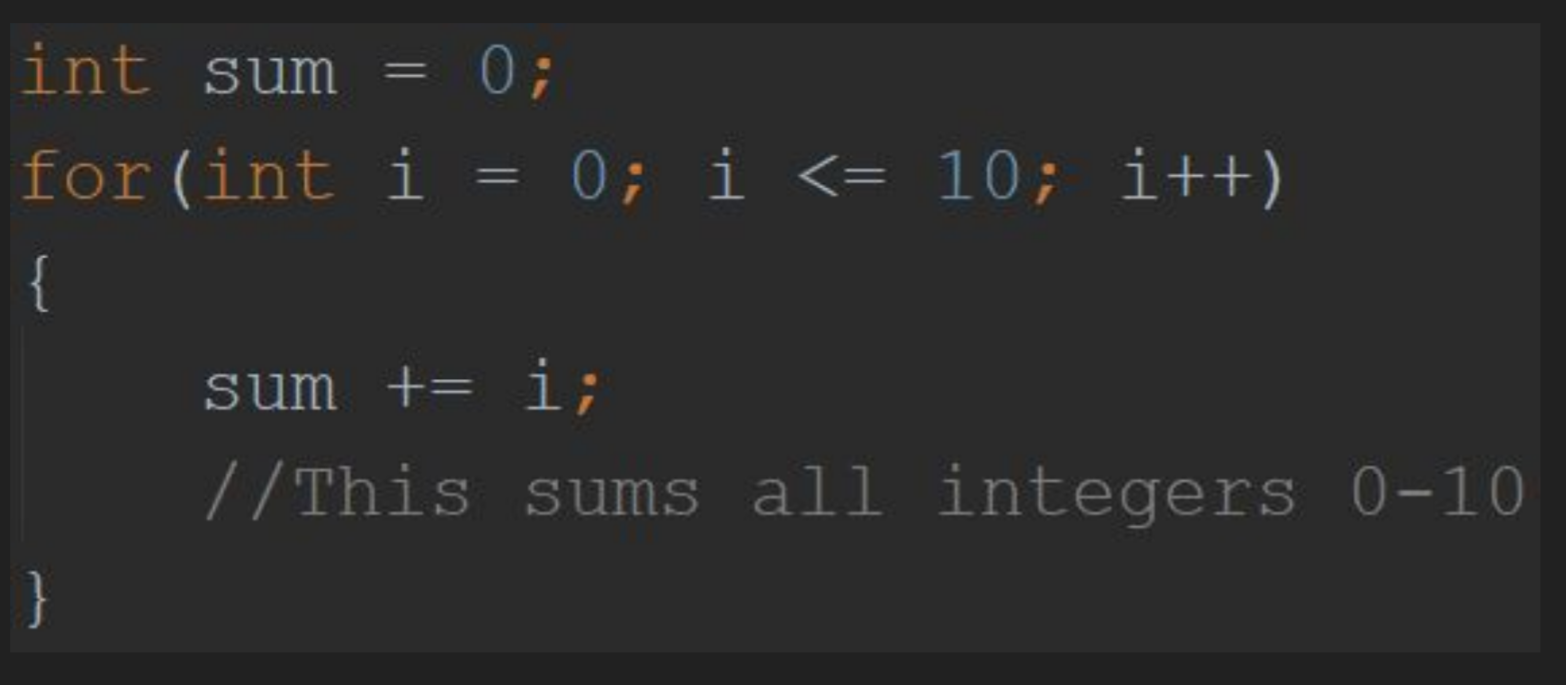 int sum = 0;
for(int i = 0; i <= 10; i++)
{
    sum += i;
    //This sums all integers 0-10
}